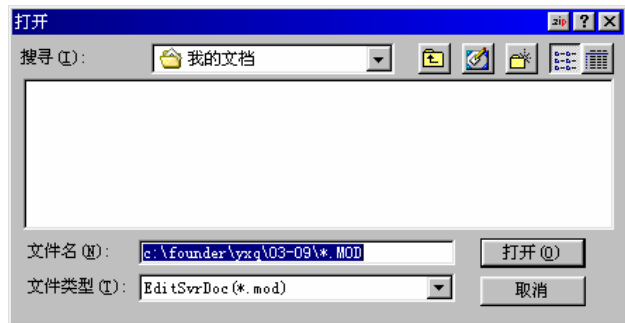 打开
zip ? ×
搜寻(I): 我的文档
文件名(N): c:\founder\yxq\03-09\*.MOD 打开(O)
文件类型(T): EditSvrDoc(*.mod) 取消